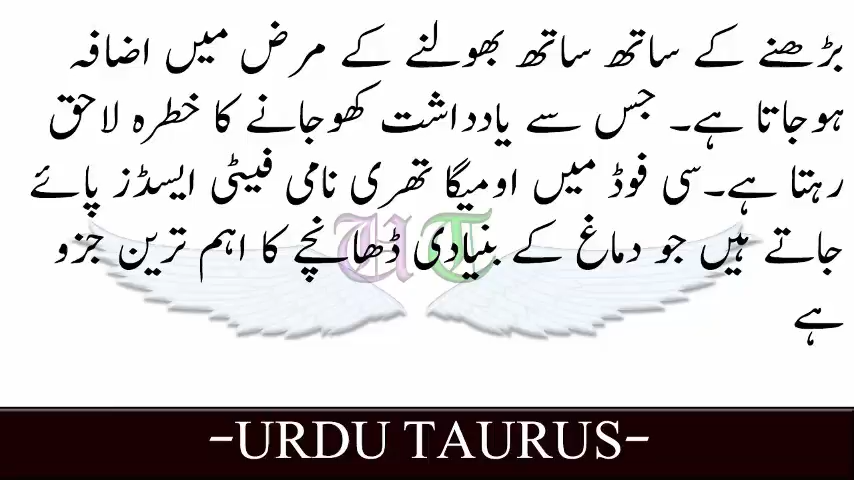 بڑھنے کے ساتھ ساتھ بھولنے کے مرض میں اضافہ
ہوجاتا ہے۔ جس سے یادداشت کھوجانے کا خطرہ لاحق
رہتا ہے۔سی فوڈ میں اومیگا تھری نامی فیٹی ایسڈز پائے
جاتے ہیں جو دماغ کے بنیادی ڈھانچے کا اہم ترین جزو
ہے
UT
-URDU TAURUS-